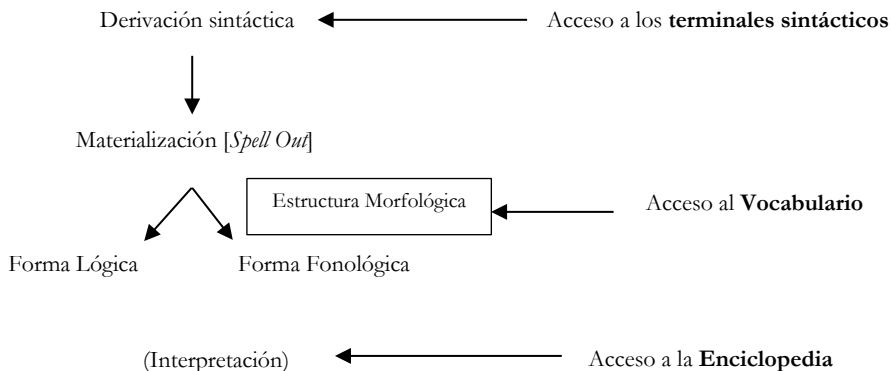 Derivación sintáctica Acceso a los terminales sintácticos
Materialización [Spell Out]
Estructura Morfológica Acceso al Vocabulario
Forma Lógica Forma Fonológica
(Interpretación) Acceso a la Enciclopedia